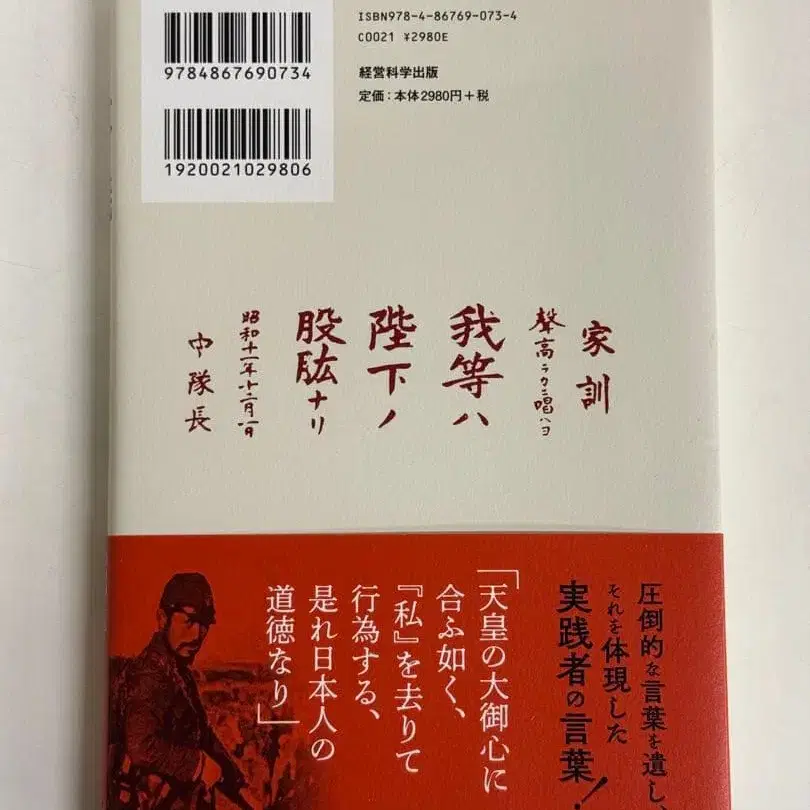 ISBN978-4-86769-073-4
C0021 ¥2980E
9784867690734
経営科学出版
定価：本体2980円＋税
1920021029806
家訓
聲高ラカニ唱ハヨ
我等ハ
陛下ノ
股肱ナリ
昭和十一年十二月一日
中隊長
圧倒的な言葉を遺し、
それを体現した
実践者の言葉！
「天皇の大御心に
合ふ如く、
『私』を去りて
行為する、
是れ日本人の
道徳なり」